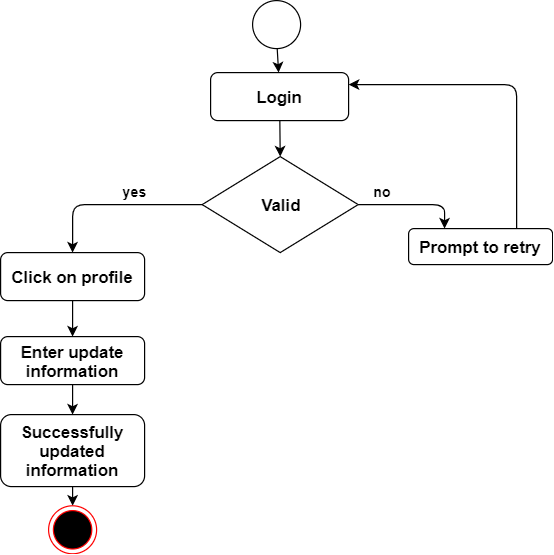 Login
yes
Valid
no
Prompt to retry
Click on profile
Enter update
information
Successfully
updated
information